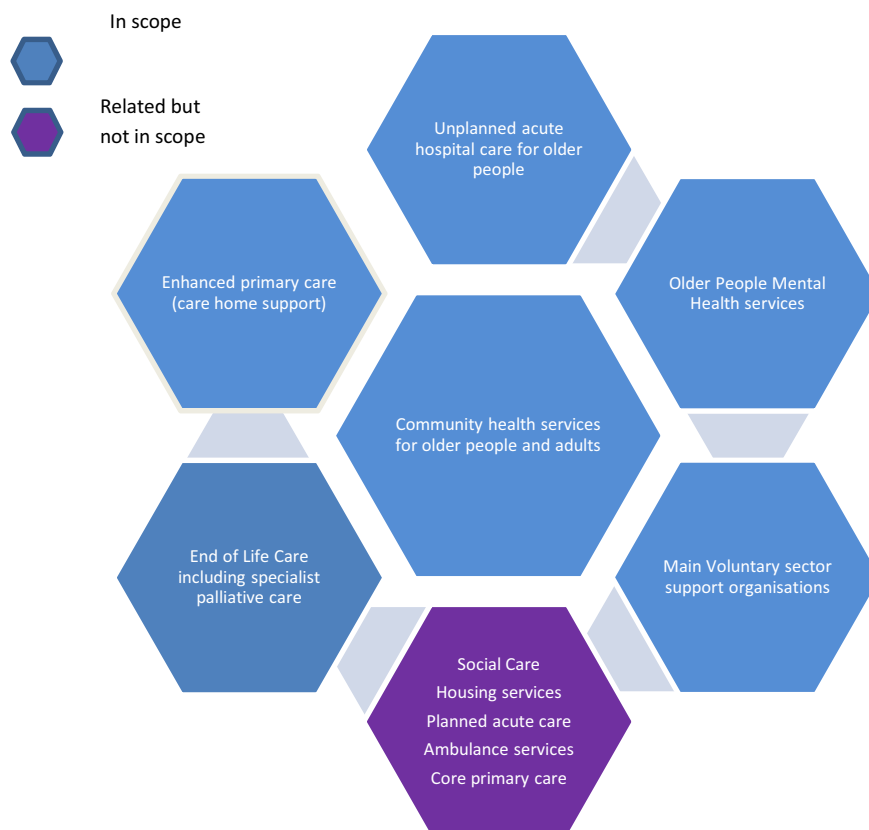 In scope
Related but
not in scope
Unplanned acute
hospital care for older
people
Enhanced primary care
(care home support)
Older People Mental
Health services
Community health services
for older people and adults
End of Life Care
including specialist
palliative care
Main Voluntary sector
support organisations
Social Care
Housing services
Planned acute care
Ambulance services
Core primary care